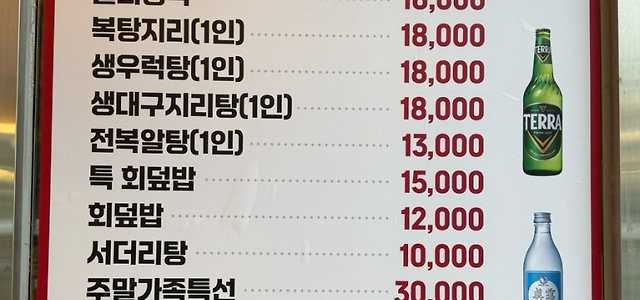 18,000
복탕지리(1인) 18,000
생우럭탕(1인) 18,000
생대구지리탕(1인) 18,000
전복알탕(1인) 13,000
특 회덮밥 15,000
회덮밥 12,000
서더리탕 10,000
주말가족특선 30,000
TERRA